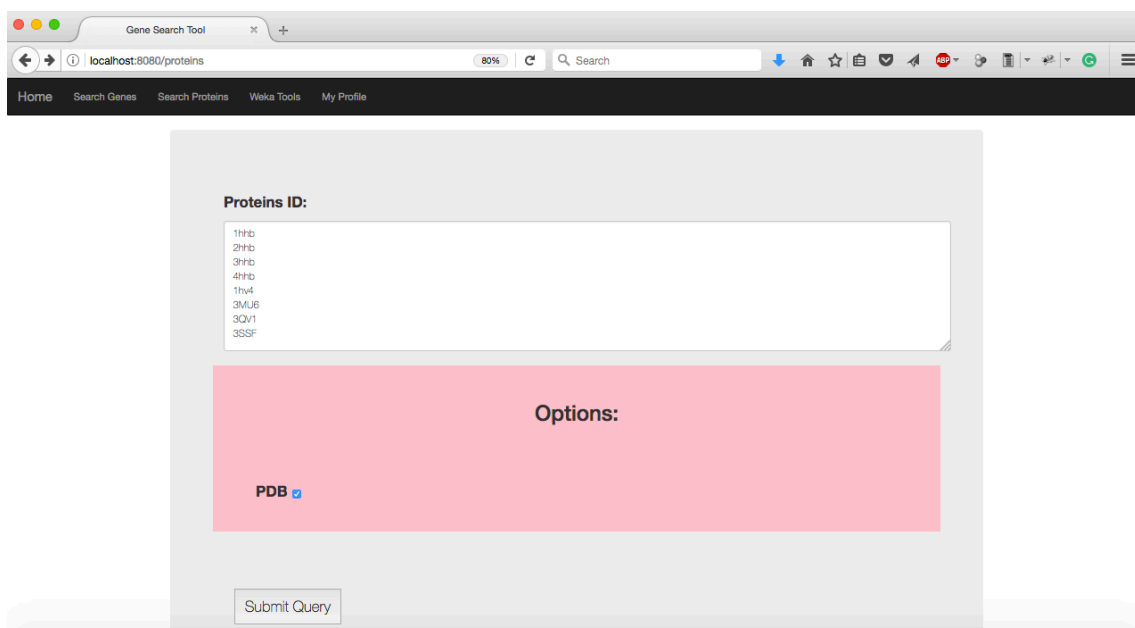 Gene Search Tool
localhost:8080/proteins 80% Search ABP
Home Search Genes Search Proteins Weka Tools My Profile
Proteins ID:
1hhb
2hhb
3hhb
4hhb
1hv4
3MU6
3QV1
3SSF
Options:
PDB
Submit Query